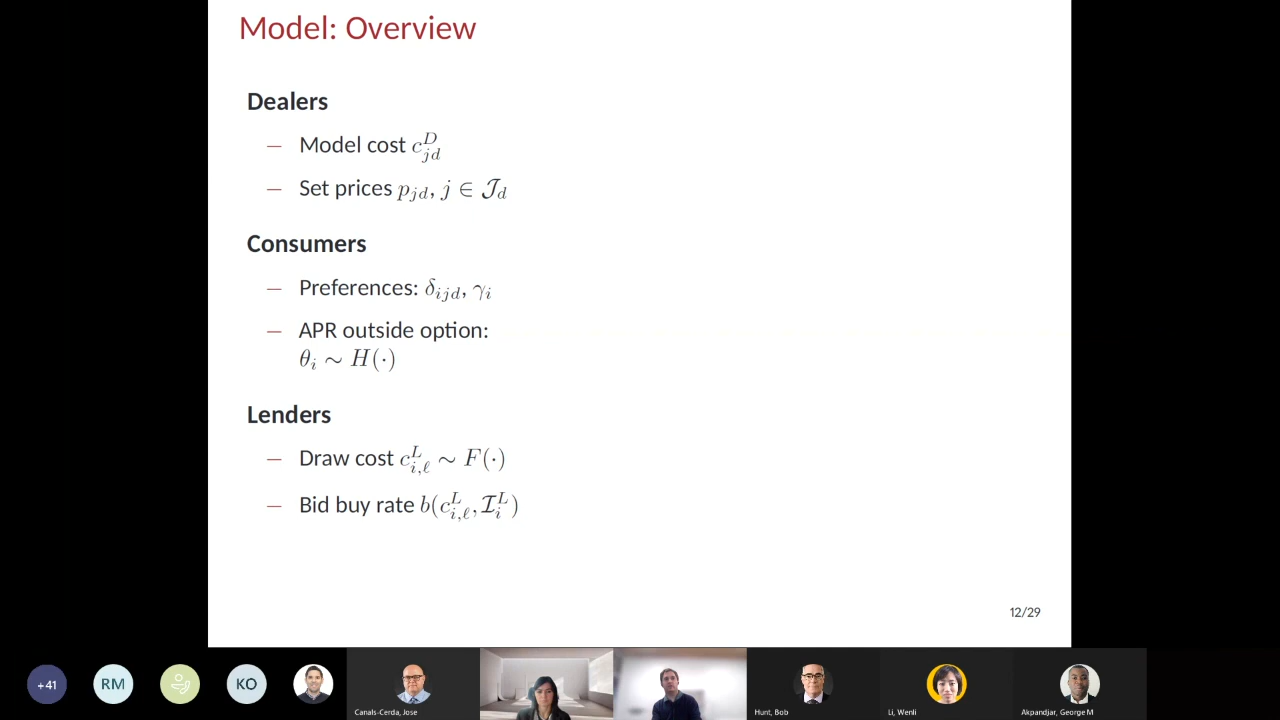 Model: Overview
Dealers
— Model cost $c^D_{jd}$
— Set prices $p_{jd}, j \in \mathcal{J}_d$
Consumers
— Preferences: $\delta_{ijd}, \gamma_i$
— APR outside option:
$\theta_i \sim H(\cdot)$
Lenders
— Draw cost $c^L_{i,\ell} \sim F(\cdot)$
— Bid buy rate $b(c^L_{i,\ell}, \mathcal{I}^L_i)$
12/29
+41
RM
KO
Canals-Cerda, Jose
Hunt, Bob
Li, Wenli
Akpandjar, George M